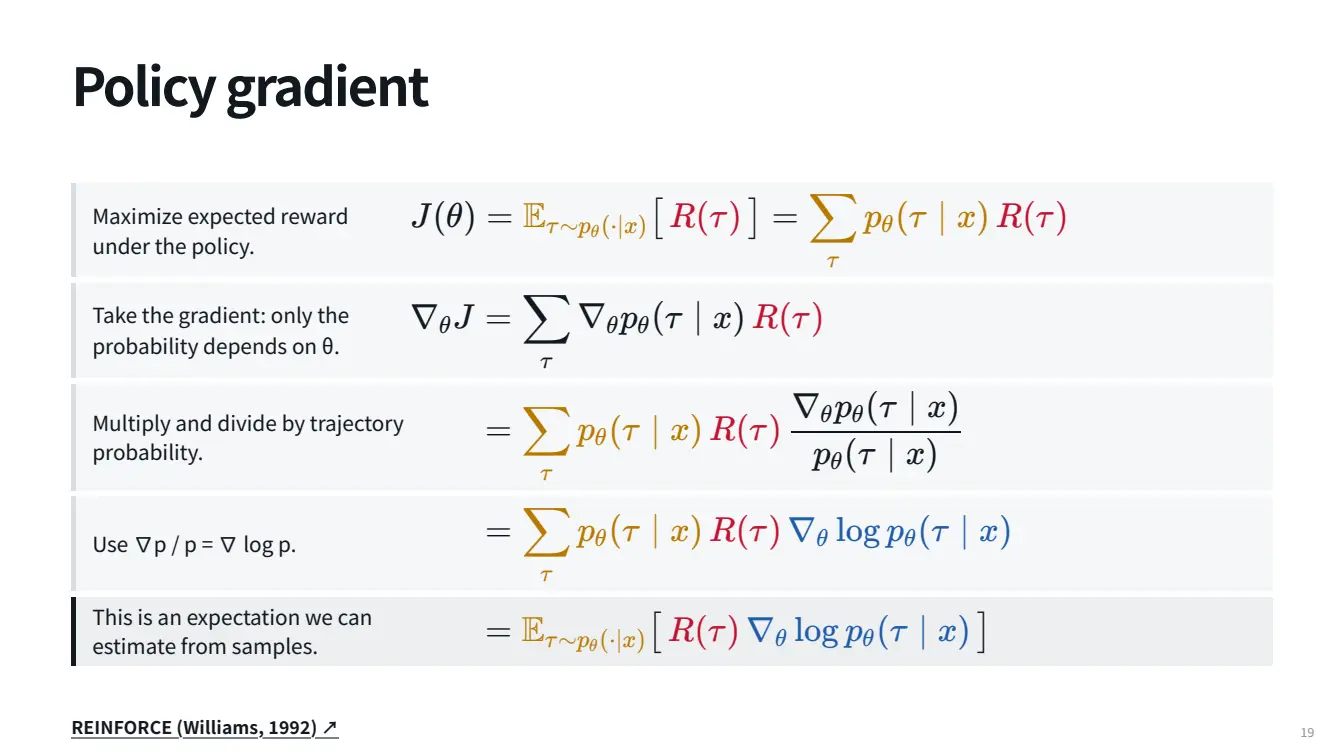 Policy gradient
Maximize expected reward
under the policy.
J(θ) = 𝔼_{τ∼p_θ(·|x)} [ R(τ) ] = ∑_τ p_θ(τ | x) R(τ)
Take the gradient: only the
probability depends on θ.
∇_θ J = ∑_τ ∇_θ p_θ(τ | x) R(τ)
Multiply and divide by trajectory
probability.
= ∑_τ p_θ(τ | x) R(τ) ∇_θ p_θ(τ | x) / p_θ(τ | x)
Use ∇p / p = ∇ log p.
= ∑_τ p_θ(τ | x) R(τ) ∇_θ log p_θ(τ | x)
This is an expectation we can
estimate from samples.
= 𝔼_{τ∼p_θ(·|x)} [ R(τ) ∇_θ log p_θ(τ | x) ]
REINFORCE (Williams, 1992) ↗
19